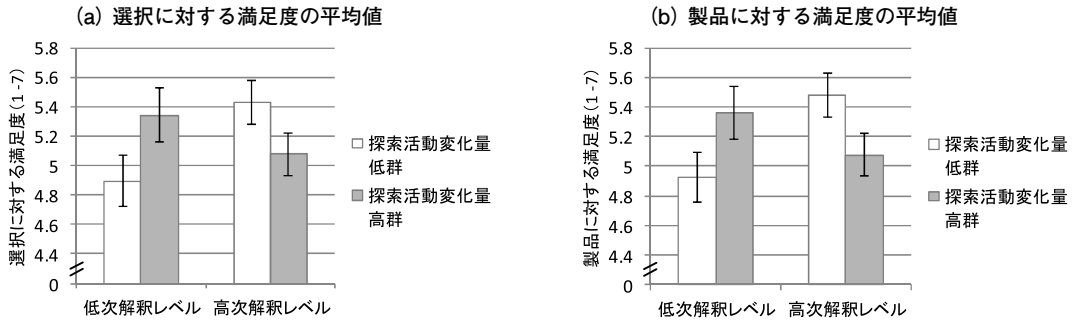 (a) 選択に対する満足度の平均値
選択に対する満足度(1-7)
5.8
5.6
5.4
5.2
5
4.8
4.6
4.4
0
低次解釈レベル 高次解釈レベル
探索活動変化量
低群
探索活動変化量
高群
(b) 製品に対する満足度の平均値
製品に対する満足度(1-7)
5.8
5.6
5.4
5.2
5
4.8
4.6
4.4
0
低次解釈レベル 高次解釈レベル
探索活動変化量
低群
探索活動変化量
高群